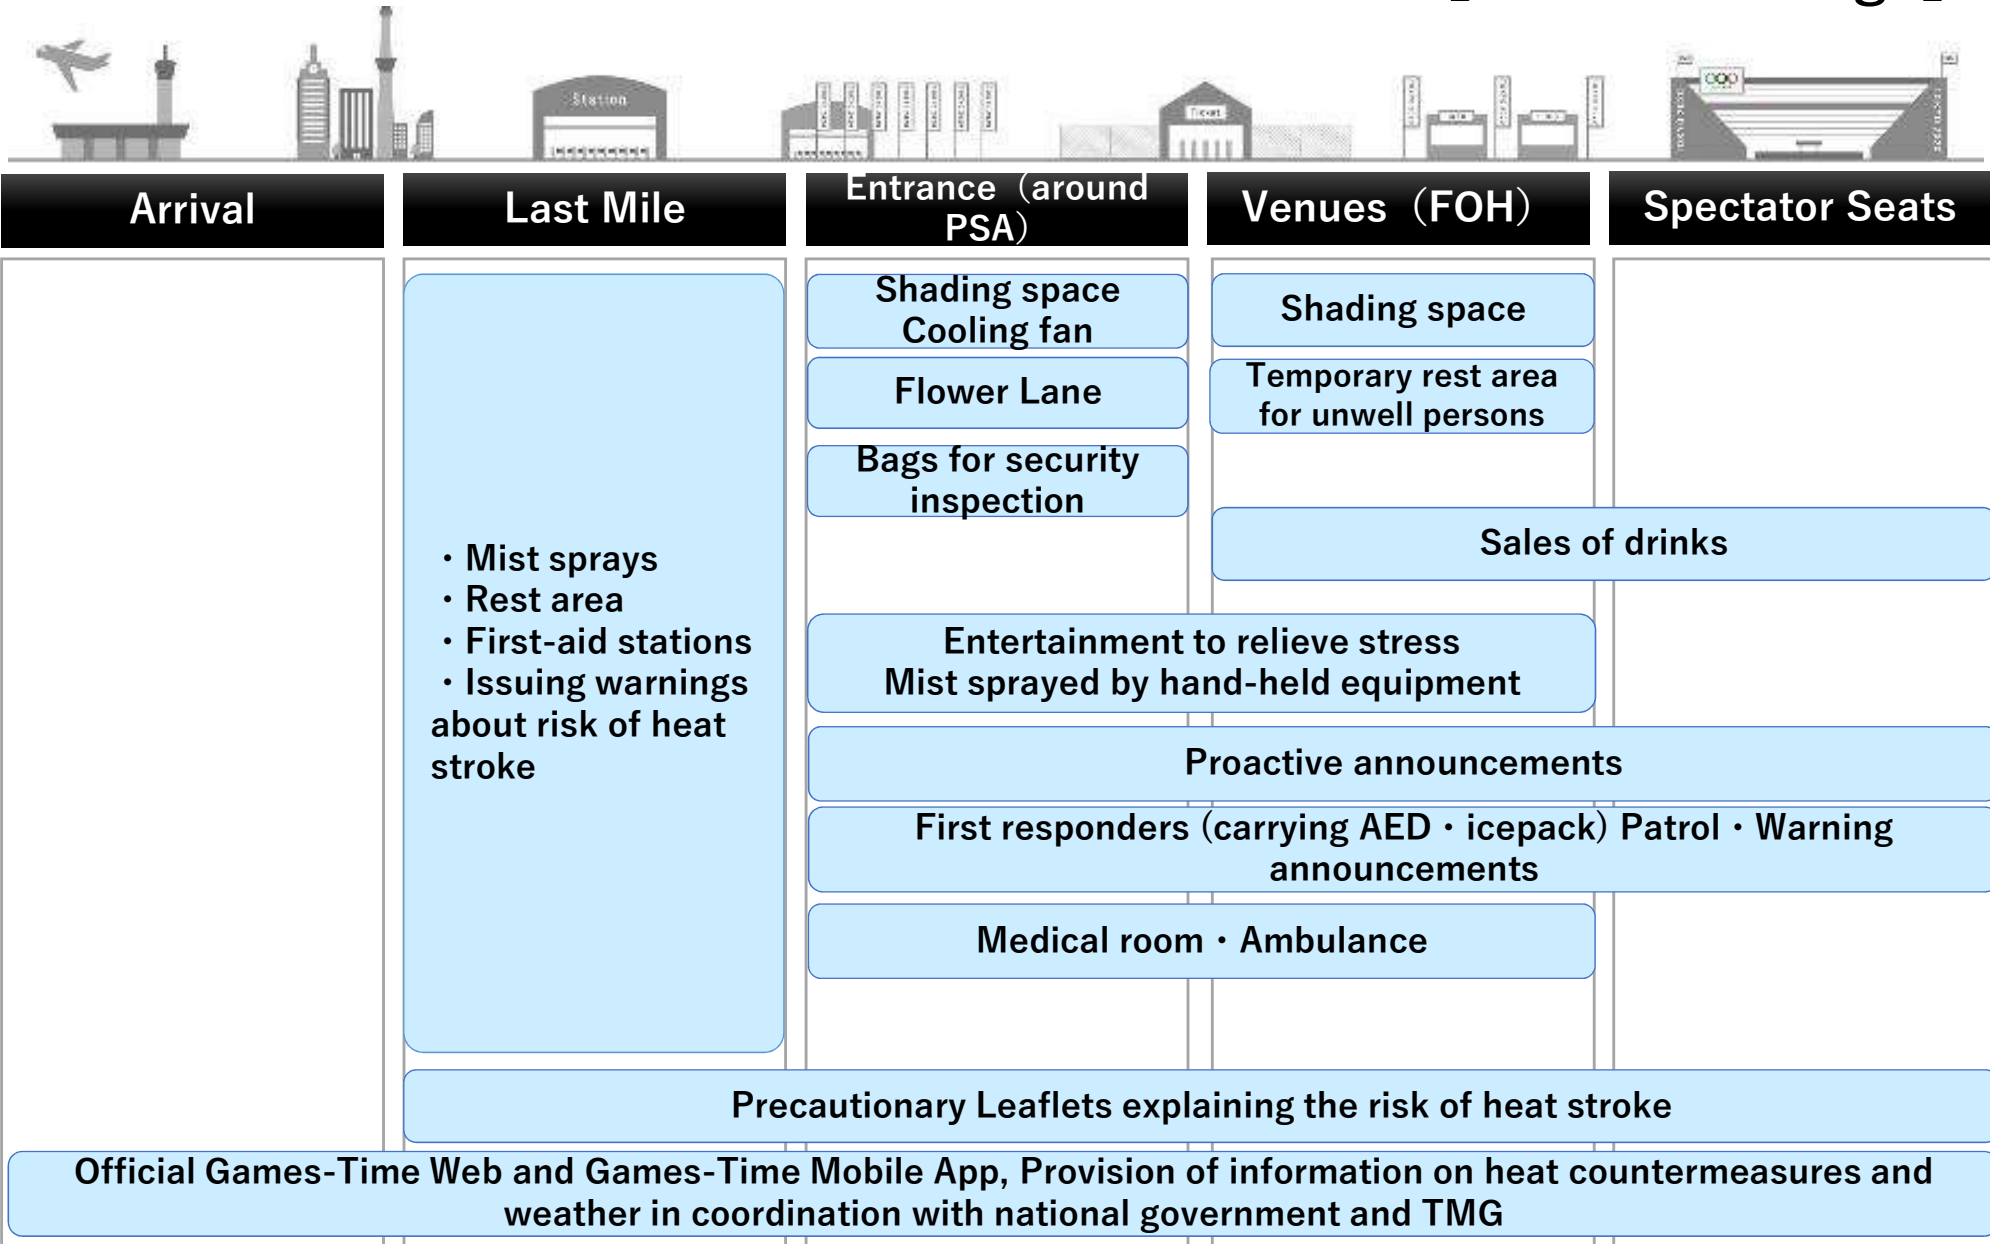 Station
Ticket
Arrival
Last Mile
Entrance（around
PSA）
Venues（FOH）
Spectator Seats
Shading space
Cooling fan
Shading space
Flower Lane
Temporary rest area
for unwell persons
Bags for security
inspection
Sales of drinks
・Mist sprays
・Rest area
・First-aid stations
・Issuing warnings
about risk of heat
stroke
Entertainment to relieve stress
Mist sprayed by hand-held equipment
Proactive announcements
First responders (carrying AED・icepack) Patrol・Warning
announcements
Medical room・Ambulance
Precautionary Leaflets explaining the risk of heat stroke
Official Games-Time Web and Games-Time Mobile App, Provision of information on heat countermeasures and
weather in coordination with national government and TMG